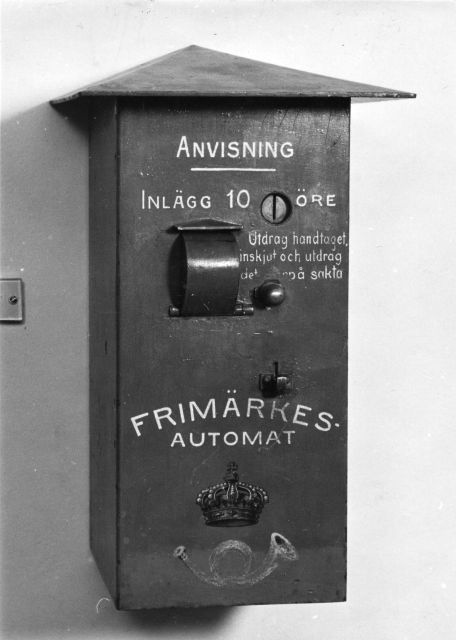 ANVISNING
INLÄGG 10 ÖRE
Utdrag handtaget,
inskjut och utdrag
det på sakta
FRIMÄRKES-
AUTOMAT